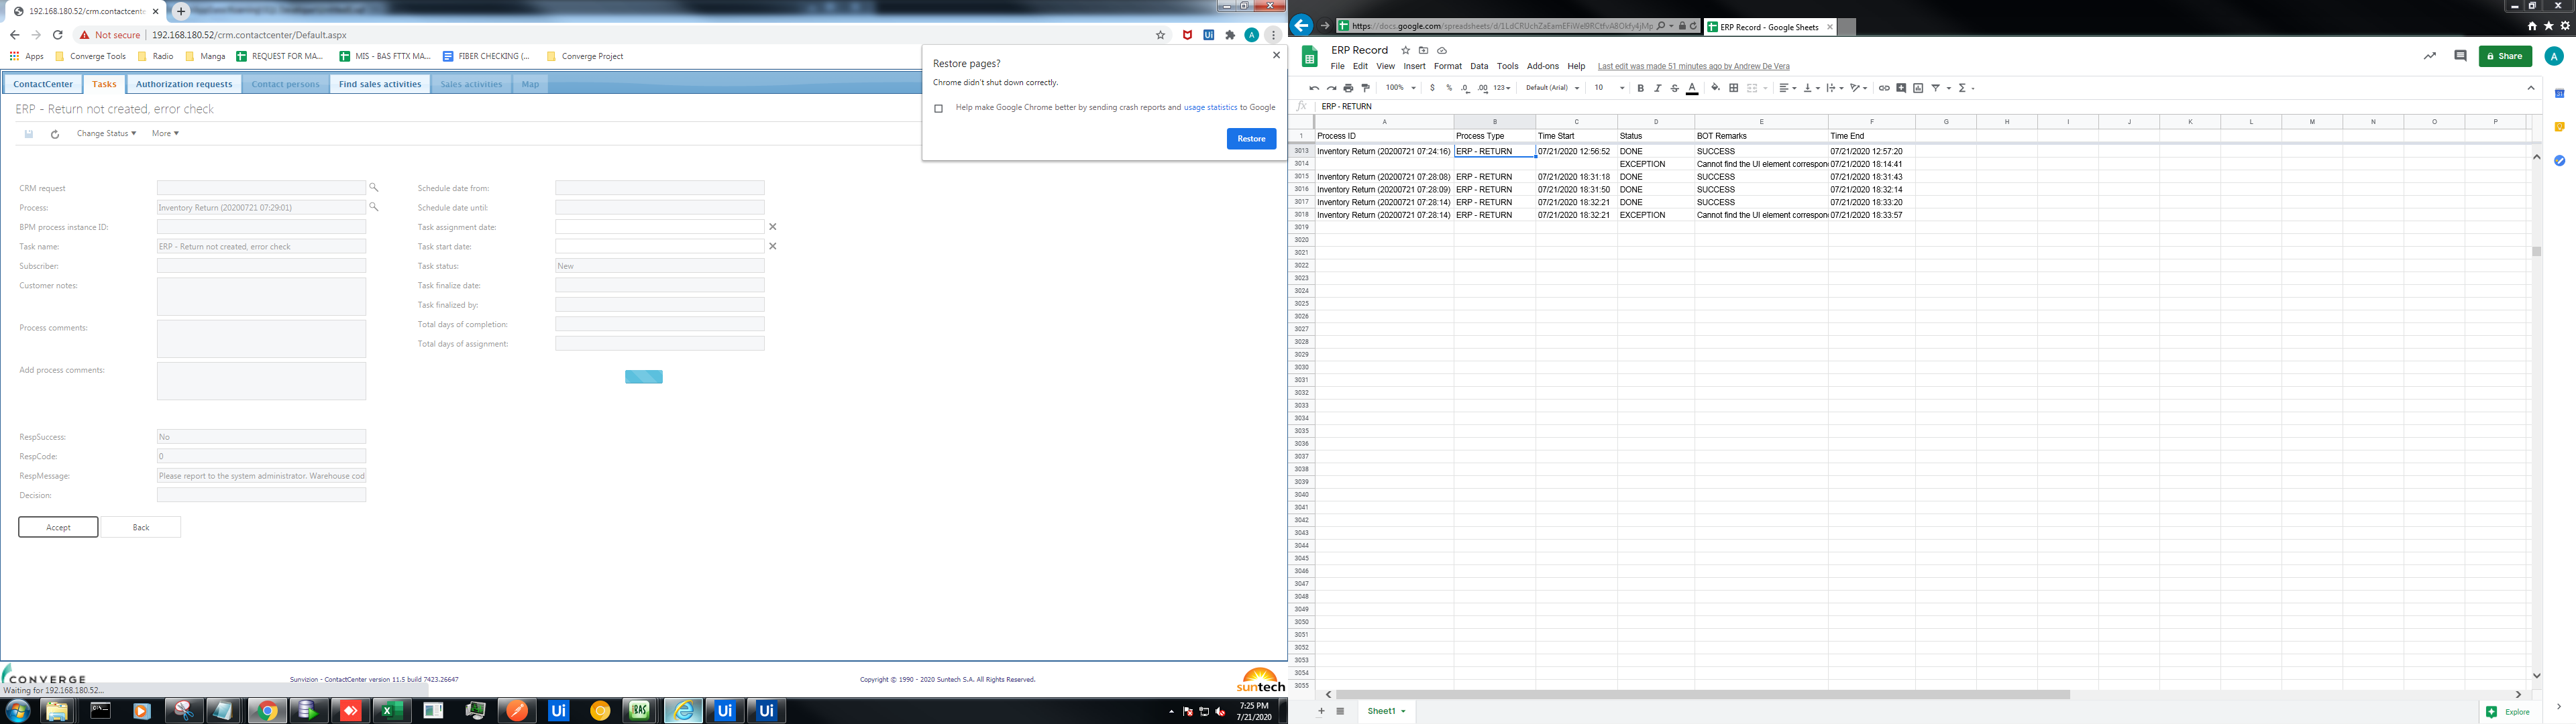 192.168.180.52/crm.contactcente
Not secure | 192.168.180.52/crm.contactcenter/Default.aspx
Apps Converge Tools Radio Manga REQUEST FOR MA... MIS - BAS FTTX MA... FIBER CHECKING (... Converge Project
ContactCenter Tasks Authorization requests Contact persons Find sales activities Sales activities Map
ERP - Return not created, error check
Change Status More
Restore pages?
Chrome didn't shut down correctly.
Help make Google Chrome better by sending crash reports and usage statistics to Google
Restore
CRM request
Process: Inventory Return (20200721 07:29:01)
BPM process instance ID:
Task name: ERP - Return not created, error check
Subscriber:
Customer notes:
Process comments:
Add process comments:
RespSuccess: No
RespCode: 0
RespMessage: Please report to the system administrator. Warehouse cod
Decision:
Accept Back
Schedule date from:
Schedule date until:
Task assignment date:
Task start date:
Task status: New
Task finalize date:
Task finalized by:
Total days of completion:
Total days of assignment:
CONVERGE
Sunvizion - ContactCenter version 11.5 build 7423.26647
Copyright © 1990 - 2020 Suntech S.A. All Rights Reserved.
suntech
Waiting for 192.168.180.52...
7:25 PM
7/21/2020
ERP Record - Google Sheets
ERP Record
File Edit View Insert Format Data Tools Add-ons Help Last edit was made 51 minutes ago by Andrew De Vera
Share
A
100% $ % .0 .00 123 Default (Arial) 10 B I S A
fx ERP - RETURN
A B C D E F G H I J K L M N O P
1 Process ID Process Type Time Start Status BOT Remarks Time End
3013 Inventory Return (20200721 07:24:16) ERP - RETURN 07/21/2020 12:56:52 DONE SUCCESS 07/21/2020 12:57:20
3014 EXCEPTION Cannot find the UI element correspon 07/21/2020 18:14:41
3015 Inventory Return (20200721 07:28:08) ERP - RETURN 07/21/2020 18:31:18 DONE SUCCESS 07/21/2020 18:31:43
3016 Inventory Return (20200721 07:28:09) ERP - RETURN 07/21/2020 18:31:50 DONE SUCCESS 07/21/2020 18:32:14
3017 Inventory Return (20200721 07:28:14) ERP - RETURN 07/21/2020 18:32:21 DONE SUCCESS 07/21/2020 18:33:20
3018 Inventory Return (20200721 07:28:14) ERP - RETURN 07/21/2020 18:32:21 EXCEPTION Cannot find the UI element correspon 07/21/2020 18:33:57
3019
3020
3021
3022
3023
3024
3025
3026
3027
3028
3029
3030
3031
3032
3033
3034
3035
3036
3037
3038
3039
3040
3041
3042
3043
3044
3045
3046
3047
3048
3049
3050
3051
3052
3053
3054
3055
Sheet1
Explore